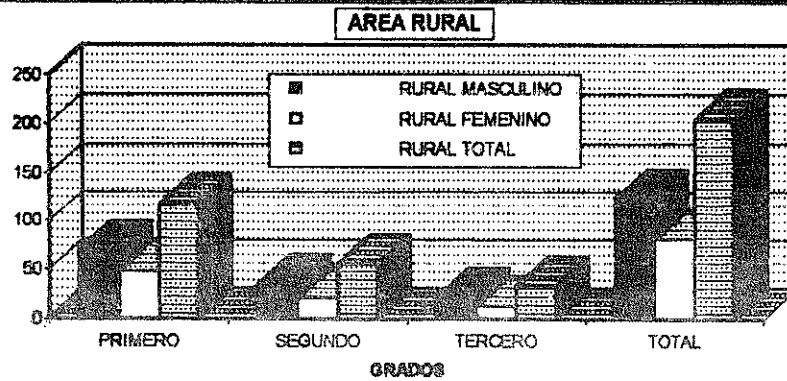 AREA RURAL
250
200
150
100
50
0
RURAL MASCULINO
RURAL FEMENINO
RURAL TOTAL
PRIMERO SEGUNDO TERCERO TOTAL
GRADOS